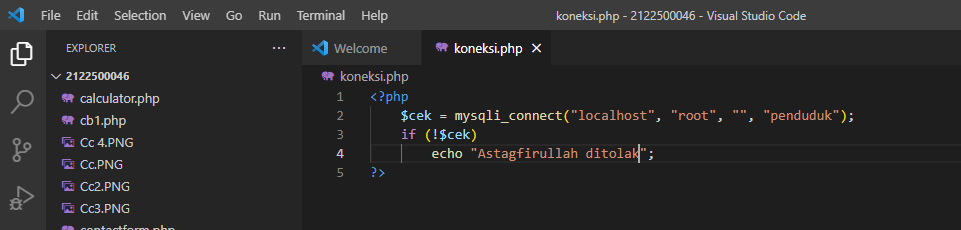 File Edit Selection View Go Run Terminal Help koneksi.php - 2122500046 - Visual Studio Code
EXPLORER ···
Welcome koneksi.php ×
2122500046
calculator.php
cb1.php
Cc 4.PNG
Cc.PNG
Cc2.PNG
Cc3.PNG
contactform.php
koneksi.php
1 <?php
2 $cek = mysqli_connect("localhost", "root", "", "penduduk");
3 if (!$cek)
4 echo "Astagfirullah ditolak";
5 ?>